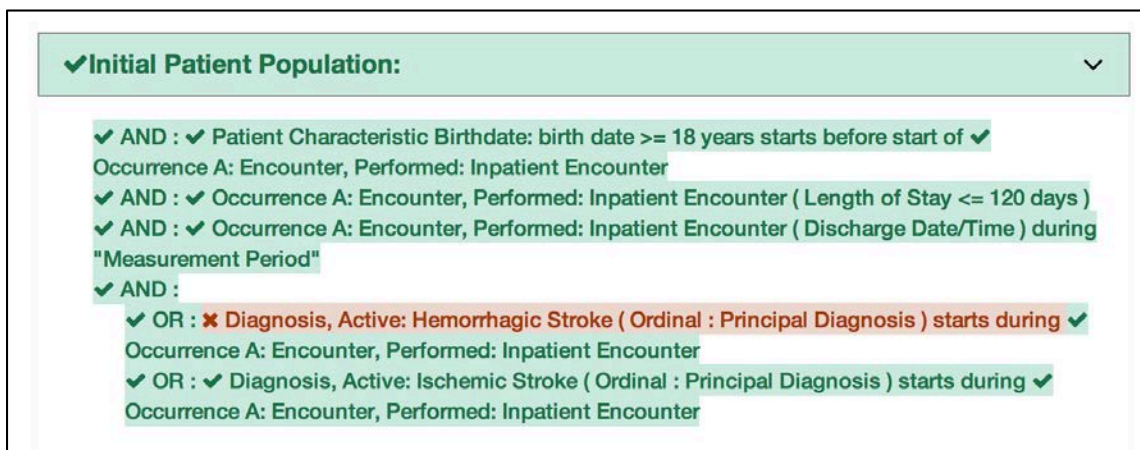 ✔Initial Patient Population:
✔ AND : ✔ Patient Characteristic Birthdate: birth date >= 18 years starts before start of ✔
Occurrence A: Encounter, Performed: Inpatient Encounter
✔ AND : ✔ Occurrence A: Encounter, Performed: Inpatient Encounter ( Length of Stay <= 120 days )
✔ AND : ✔ Occurrence A: Encounter, Performed: Inpatient Encounter ( Discharge Date/Time ) during
"Measurement Period"
✔ AND :
✔ OR : ✖ Diagnosis, Active: Hemorrhagic Stroke ( Ordinal : Principal Diagnosis ) starts during ✔
Occurrence A: Encounter, Performed: Inpatient Encounter
✔ OR : ✔ Diagnosis, Active: Ischemic Stroke ( Ordinal : Principal Diagnosis ) starts during ✔
Occurrence A: Encounter, Performed: Inpatient Encounter